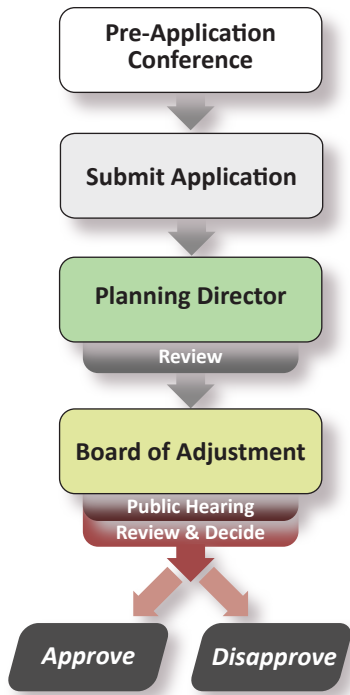 Pre-Application
Conference
Submit Application
Planning Director
Review
Board of Adjustment
Public Hearing
Review & Decide
Approve
Disapprove